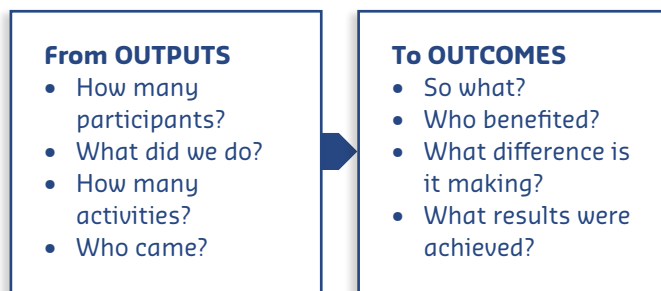 From OUTPUTS
• How many
participants?
• What did we do?
• How many
activities?
• Who came?
To OUTCOMES
• So what?
• Who benefited?
• What difference is
it making?
• What results were
achieved?